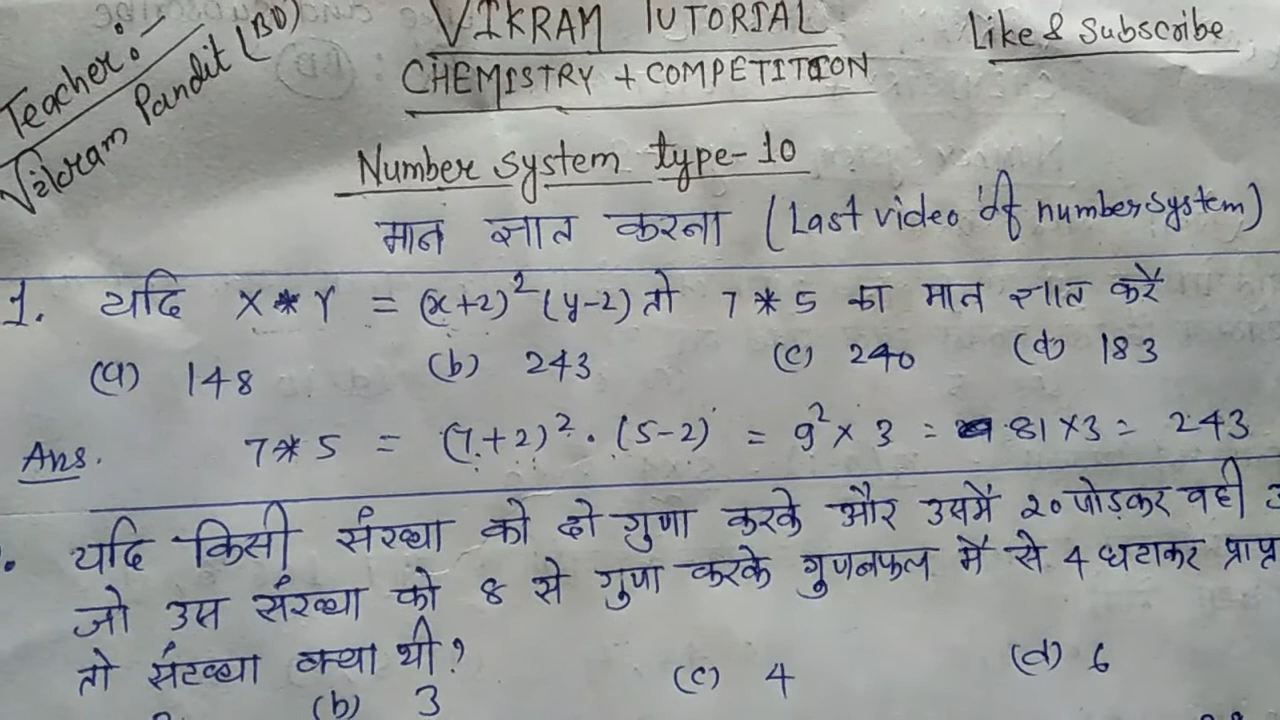 Teacher:-
Vikram Pandit (BD)
VIKRAM TUTORIAL
Like & Subscribe
CHEMISTRY + COMPETITION
Number system type-10
मान ज्ञात करना (Last video of number system)
1. यदि X * Y = (x+2)² (y-2) तो 7 * 5 का मान ज्ञात करें
(a) 148 (b) 243 (c) 240 (d) 183
Ans. 7 * 5 = (7+2)² . (5-2) = 9² x 3 = 81 x 3 = 243
यदि किसी संख्या को दो गुणा करके और उसमें 20 जोड़कर वही
जो उस संख्या को 8 से गुणा करके गुणनफल में से 4 घटाकर प्राप्त
तो संख्या क्या थी?
(b) 3 (c) 4 (d) 6